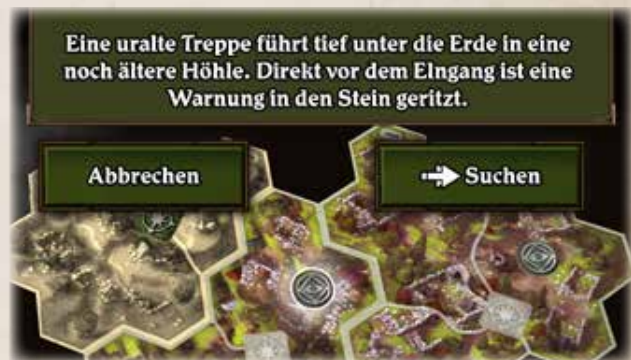 Eine uralte Treppe führt tief unter die Erde in eine
noch ältere Höhle. Direkt vor dem EIngang ist eine
Warnung in den Stein geritzt.
Abbrechen
Suchen